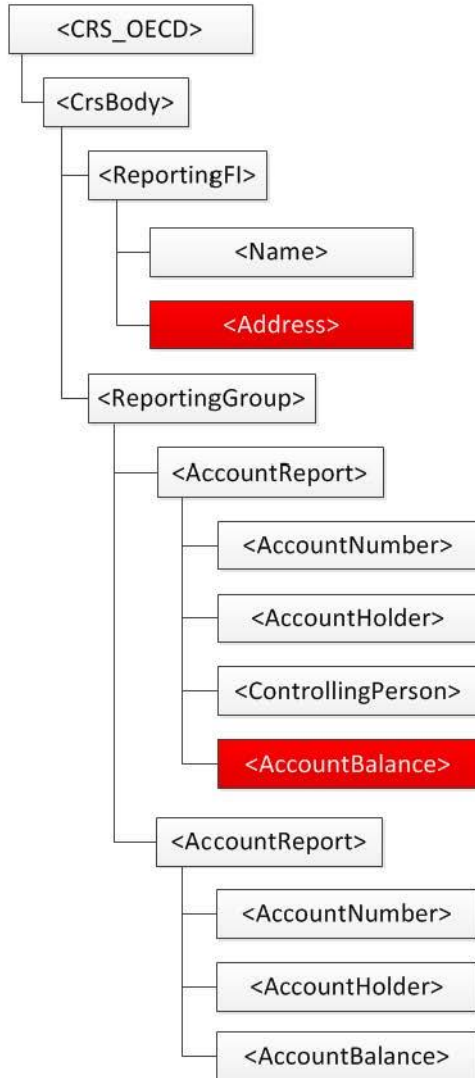 <CRS_OECD>
<CrsBody>
<ReportingFI>
<Name>
<Address>
<ReportingGroup>
<AccountReport>
<AccountNumber>
<AccountHolder>
<ControllingPerson>
<AccountBalance>
<AccountReport>
<AccountNumber>
<AccountHolder>
<AccountBalance>